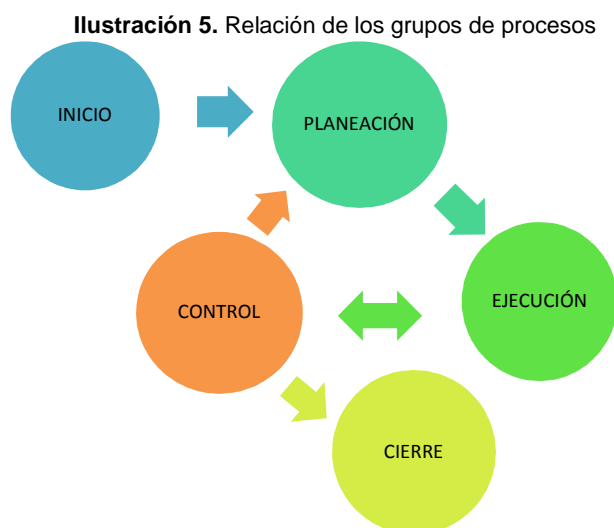 Ilustración 5. Relación de los grupos de procesos
INICIO
PLANEACIÓN
CONTROL
EJECUCIÓN
CIERRE